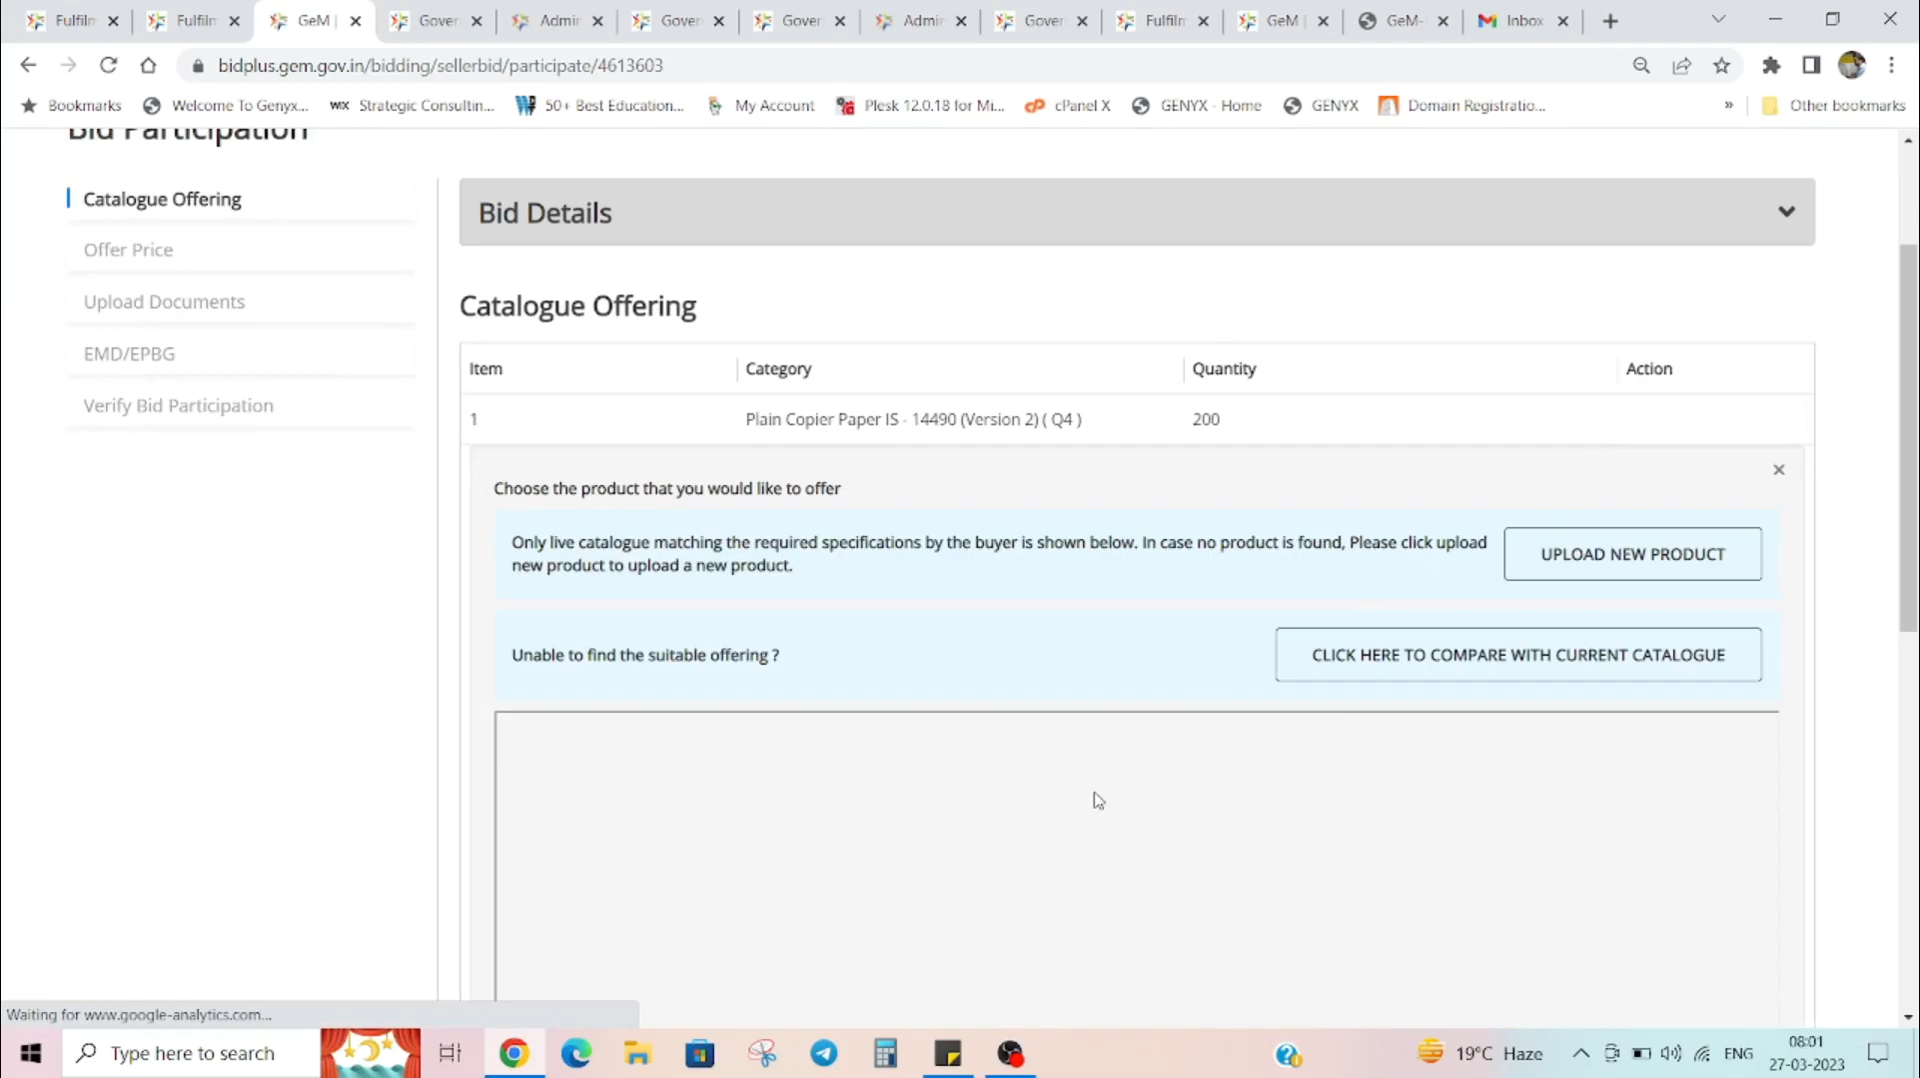 Fulfiln
Fulfiln
GeM |
Gover
Admir
Gover
Gover
Admir
Gover
Fulfiln
GeM |
GeM-
Inbox
bidplus.gem.gov.in/bidding/sellerbid/participate/4613603
Bookmarks
Welcome To Genyx...
WIX Strategic Consultin...
50+ Best Education...
My Account
Plesk 12.0.18 for Mi...
cPanel X
GENYX - Home
GENYX
Domain Registratio...
»
Other bookmarks
Bid Participation
Catalogue Offering
Offer Price
Upload Documents
EMD/EPBG
Verify Bid Participation
Bid Details
Catalogue Offering
Item Category Quantity Action
1 Plain Copier Paper IS - 14490 (Version 2) ( Q4 ) 200
Choose the product that you would like to offer
Only live catalogue matching the required specifications by the buyer is shown below. In case no product is found, Please click upload
new product to upload a new product.
UPLOAD NEW PRODUCT
Unable to find the suitable offering ?
CLICK HERE TO COMPARE WITH CURRENT CATALOGUE
Waiting for www.google-analytics.com...
Type here to search
19°C Haze
ENG
08:01
27-03-2023